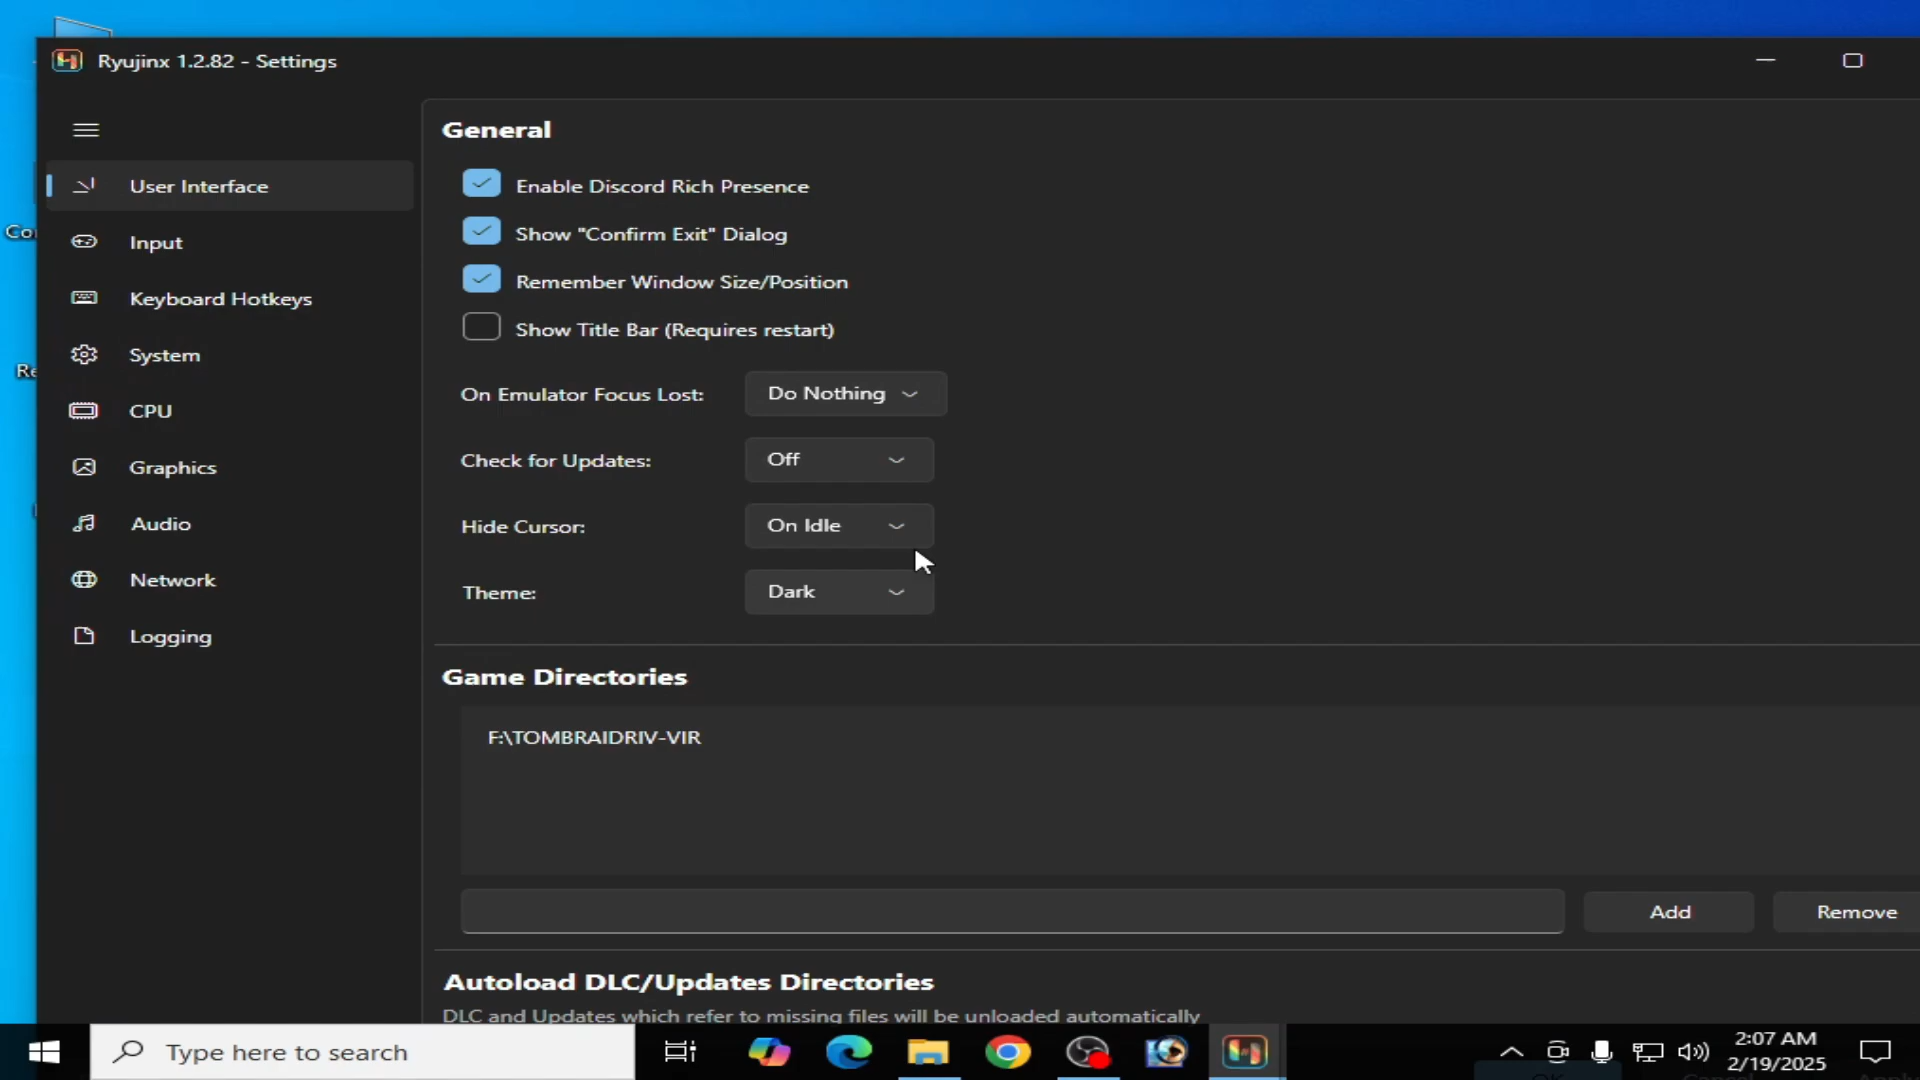 Ryujinx 1.2.82 - Settings
General
User Interface
Enable Discord Rich Presence
Input
Show "Confirm Exit" Dialog
Keyboard Hotkeys
Remember Window Size/Position
System
Show Title Bar (Requires restart)
CPU
On Emulator Focus Lost: Do Nothing
Graphics
Check for Updates: Off
Audio
Hide Cursor: On Idle
Network
Theme: Dark
Logging
Game Directories
F:\TOMBRAIDRIV-VIR
Add Remove
Autoload DLC/Updates Directories
DLC and Updates which refer to missing files will be unloaded automatically
Type here to search
2:07 AM
2/19/2025